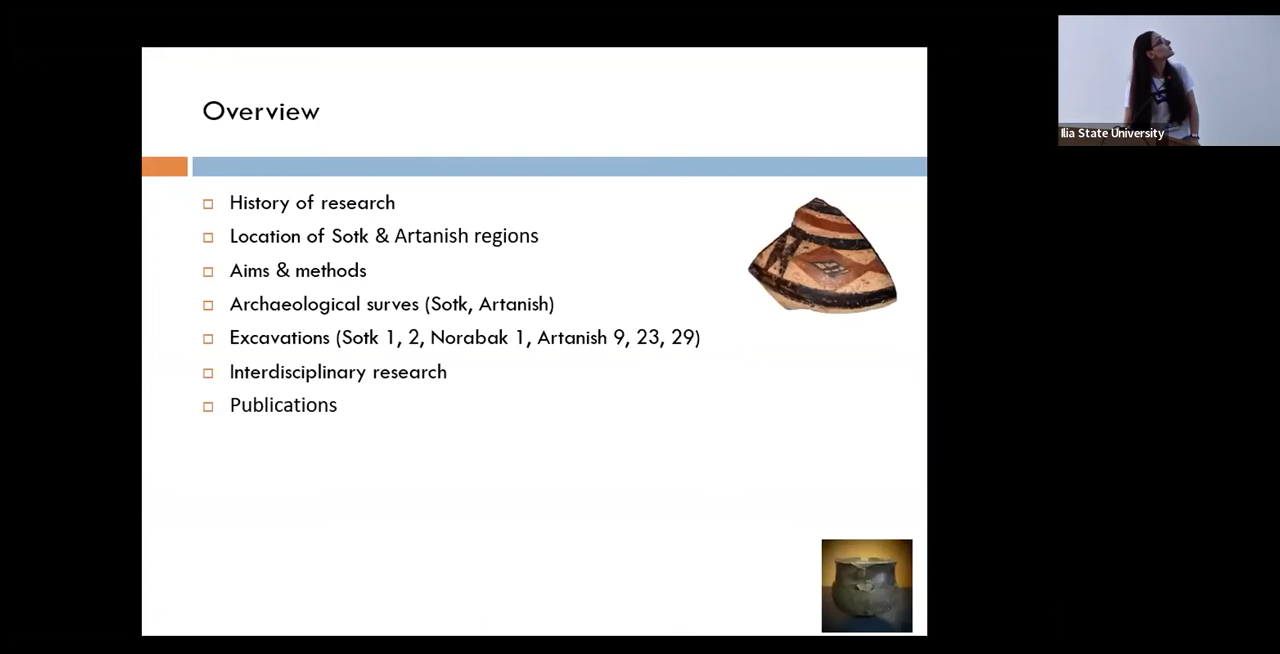 Overview
History of research
Location of Sotk & Artanish regions
Aims & methods
Archaeological surves (Sotk, Artanish)
Excavations (Sotk 1, 2, Norabak 1, Artanish 9, 23, 29)
Interdisciplinary research
Publications
Ilia State University